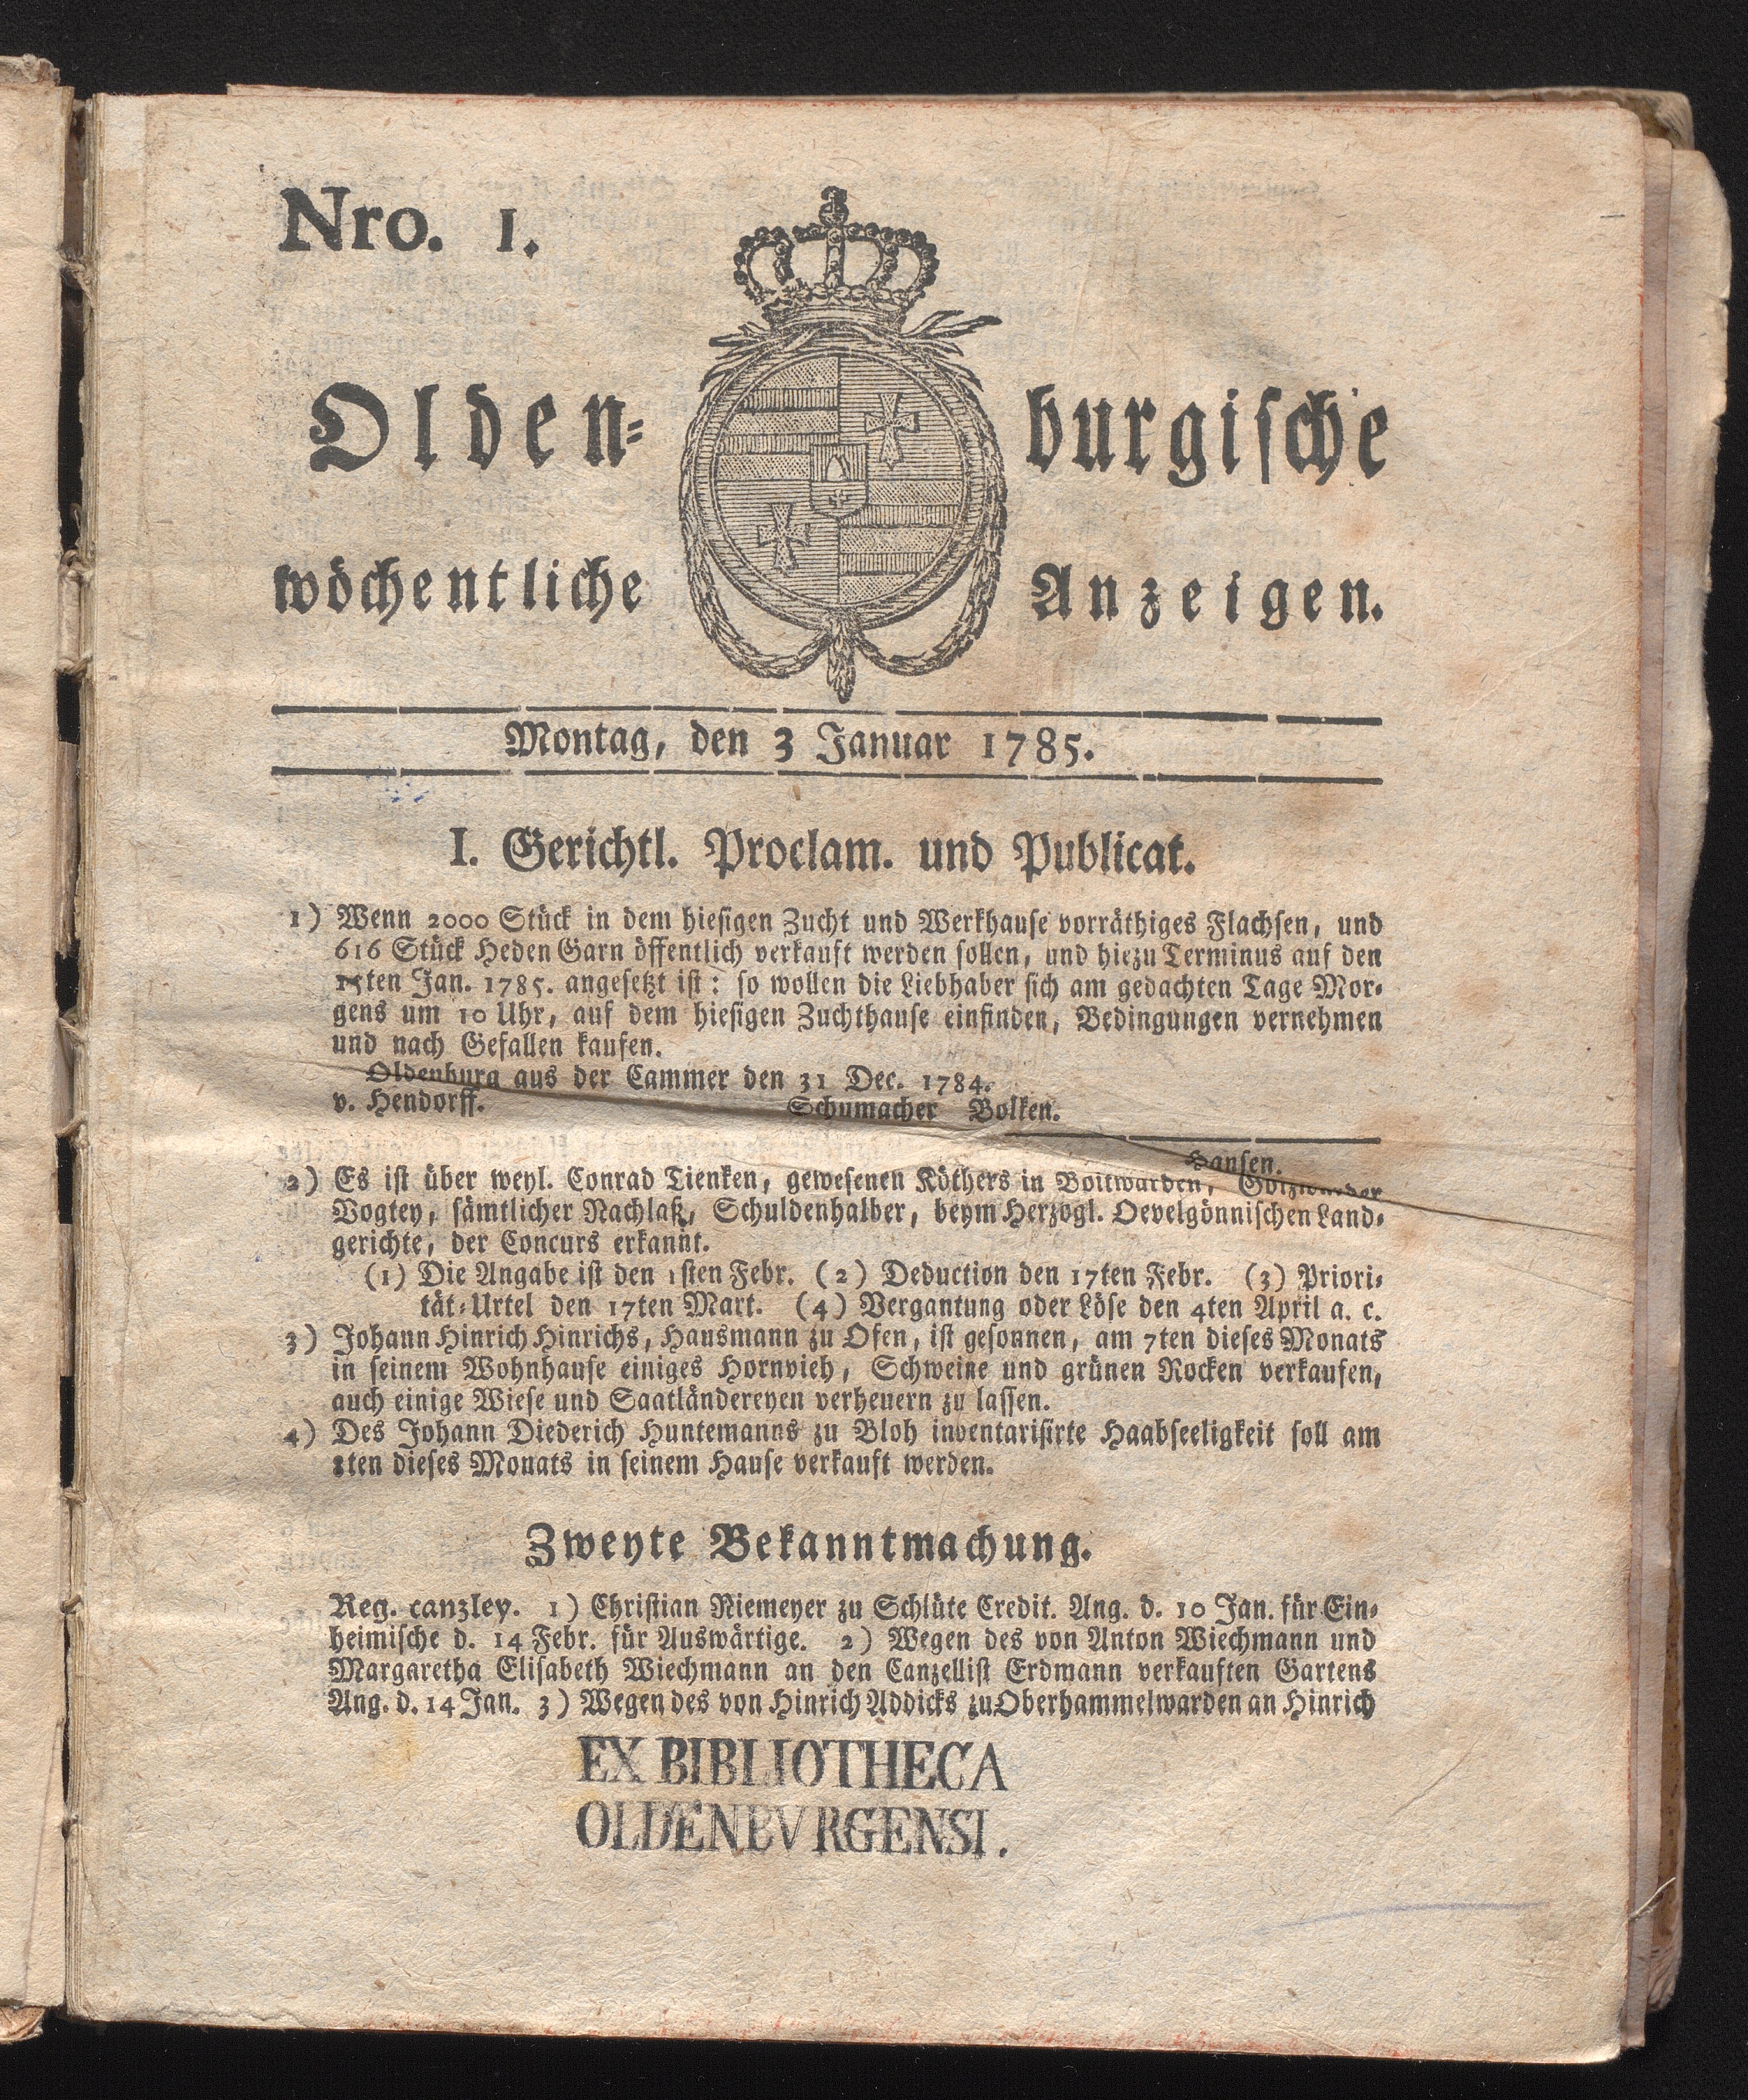 Nro. 1.
Olden-burgische
wöchentliche Anzeigen.
Montag, den 3 Januar 1785.
I. Gerichtl. Proclam. und Publicat.
1) Wenn 2000 Stück in dem hiesigen Zucht und Werkhause vorräthiges Flachsen, und
616 Stück Heden Garn öffentlich verkauft werden sollen, und hiezu Terminus auf den
Jan. 1785. angesetzt ist: so wollen die Liebhaber sich am gedachten Tage Mor-
gens um 10 Uhr, auf dem hiesigen Zuchthause einfinden, Bedingungen vernehmen
und nach Gefallen kaufen.
Oldenburg aus der Cammer den 31 Dec. 1784.
v. Hendorff. Schumacher Bolken.
Hansen.
2) Es ist über weyl. Conrad Tienken, gewesenen Köthers in Boitwarden,
Vogtey, sämtlicher Nachlaß, Schuldenhalber, beym Herzogl. Oevelgönnischen Land-
gerichte, der Concurs erkannt.
(1) Die Angabe ist den 1sten Febr. (2) Deduction den 17ten Febr. (3) Priori-
tät-Urtel den 17ten Mart. (4) Vergantung oder Löse den 4ten April a. c.
3) Johann Hinrich Hinrichs, Hausmann zu Ofen, ist gesonnen, am 7ten dieses Monats
in seinem Wohnhause einiges Hornvieh, Schweine und grünen Rocken verkaufen,
auch einige Wiese und Saatländereyen verheuern zu lassen.
4) Des Johann Diederich Huntemanns zu Bloh inventarisirte Haabseeligkeit soll am
dieses Monats in seinem Hause verkauft werden.
Zweyte Bekanntmachung.
Reg. canzley. 1) Christian Niemeyer zu Schlüte Credit. Ang. d. 10 Jan. für Ein-
heimische d. 14 Febr. für Auswärtige. 2) Wegen des von Anton Wiechmann und
Margaretha Elisabeth Wiechmann an den Canzellist Erdmann verkauften Gartens
Ang. d. 14 Jan. 3) Wegen des von Hinrich Addicks zu Oberhammelwarden an Hinrich
EX BIBLIOTHECA
OLDENBVRGENSI.